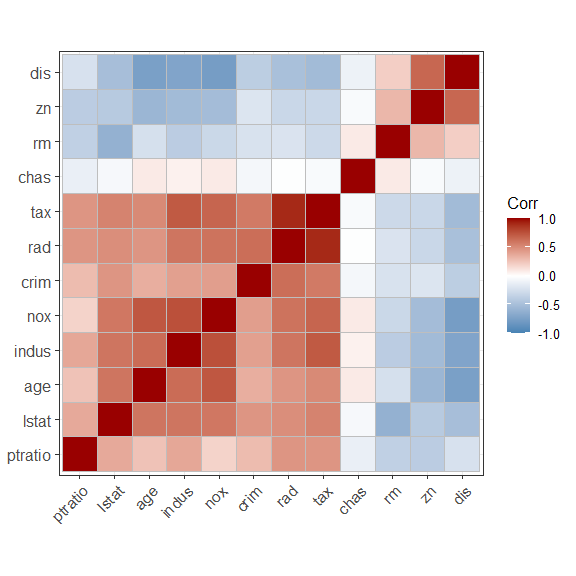 dis
zn
rm
chas
tax
rad
crim
nox
indus
age
lstat
ptratio
ptratio
lstat
age
indus
nox
crim
rad
tax
chas
rm
zn
dis
Corr
1.0
0.5
0.0
-0.5
-1.0